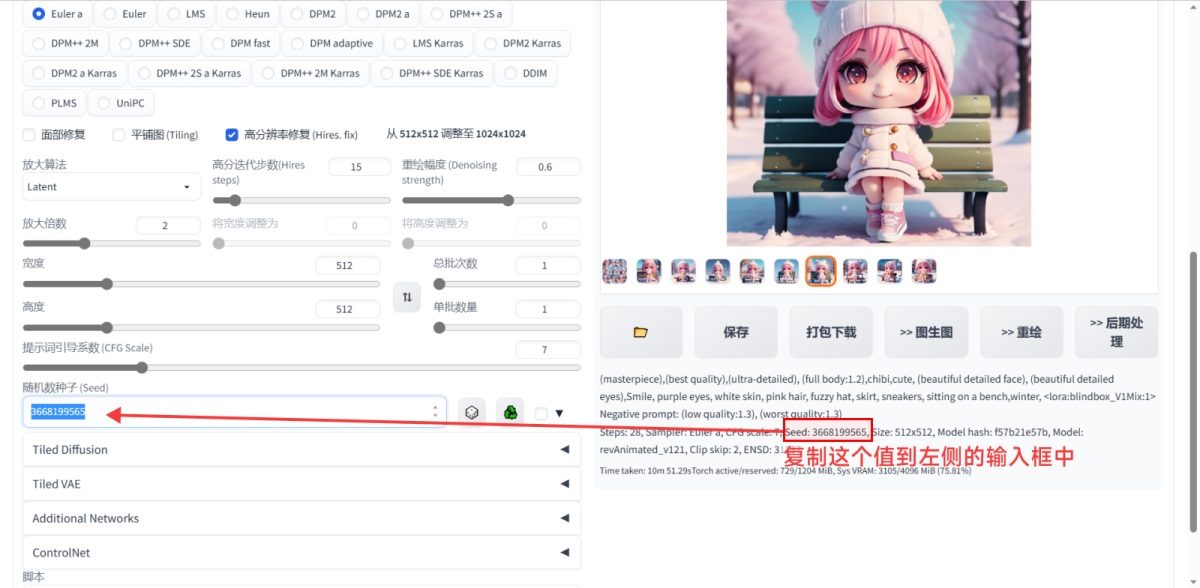 Euler a Euler LMS Heun DPM2 DPM2 a DPM++ 2S a
DPM++ 2M DPM++ SDE DPM fast DPM adaptive LMS Karras DPM2 Karras
DPM2 a Karras DPM++ 2S a Karras DPM++ 2M Karras DPM++ SDE Karras DDIM
PLMS UniPC
面部修复 平铺图 (Tiling) 高分辨率修复 (Hires. fix) 从 512x512 调整至 1024x1024
放大算法
Latent
高分迭代步数(Hires
steps)
15
重绘幅度 (Denoising
strength)
0.6
放大倍数
2
将宽度调整为
0
将高度调整为
0
宽度
512
总批次数
1
高度
512
单批数量
1
提示词引导系数 (CFG Scale)
7
随机数种子 (Seed)
3668199565
Tiled Diffusion
Tiled VAE
Additional Networks
ControlNet
脚本
保存
打包下载
>> 图生图
>> 重绘
>> 后期处
理
(masterpiece),(best quality),(ultra-detailed), (full body:1.2),chibi,cute, (beautiful detailed face), (beautiful detailed
eyes),Smile, purple eyes, white skin, pink hair, fuzzy hat, skirt, sneakers, sitting on a bench,winter, <lora:blindbox_V1Mix:1>
Negative prompt: (low quality:1.3), (worst quality:1.3)
Steps: 28, Sampler: Euler a, CFG scale: 7, Seed: 3668199565, Size: 512x512, Model hash: f57b21e57b, Model:
revAnimated_v121, Clip skip: 2, ENSD:
复制这个值到左侧的输入框中
Time taken: 10m 51.29sTorch active/reserved: 729/1204 MiB, Sys VRAM: 3105/4096 MiB (75.81%)